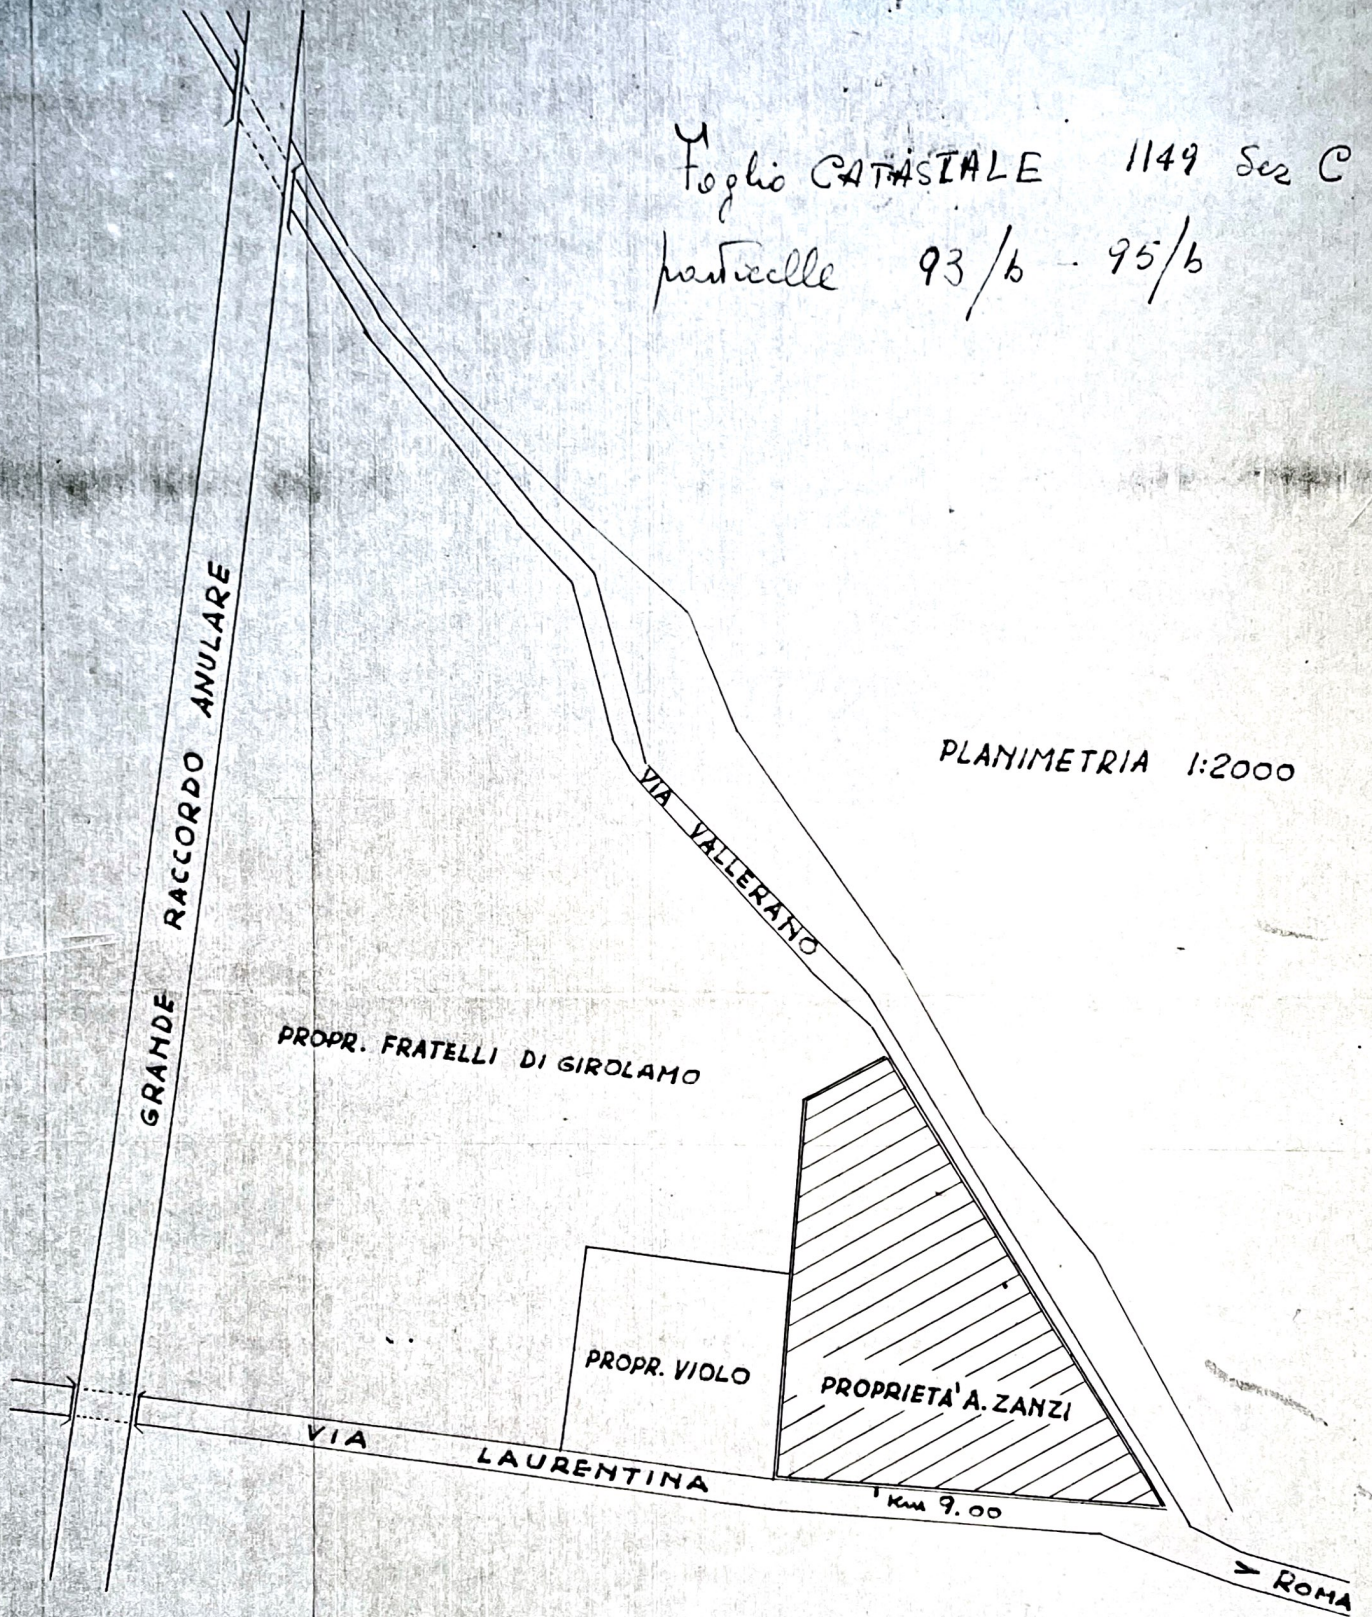 Foglio CATASTALE 1149 Sez C
particelle 93/b - 95/b
GRANDE RACCORDO ANULARE
PLANIMETRIA 1:2000
VIA VALLERANO
PROPR. FRATELLI DI GIROLAMO
PROPR. VIOLO
PROPRIETA' A. ZANZI
VIA LAURENTINA
Km 9.00
> ROMA